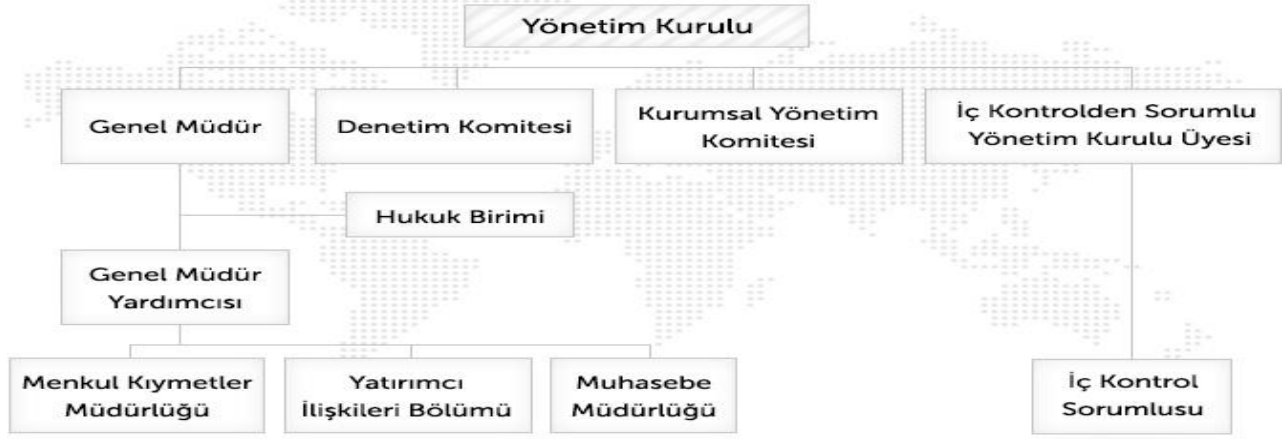 Yönetim Kurulu
Genel Müdür
Denetim Komitesi
Kurumsal Yönetim
Komitesi
İç Kontrolden Sorumlu
Yönetim Kurulu Üyesi
Hukuk Birimi
Genel Müdür
Yardımcısı
Menkul Kıymetler
Müdürlüğü
Yatırımcı
İlişkileri Bölümü
Muhasebe
Müdürlüğü
İç Kontrol
Sorumlusu